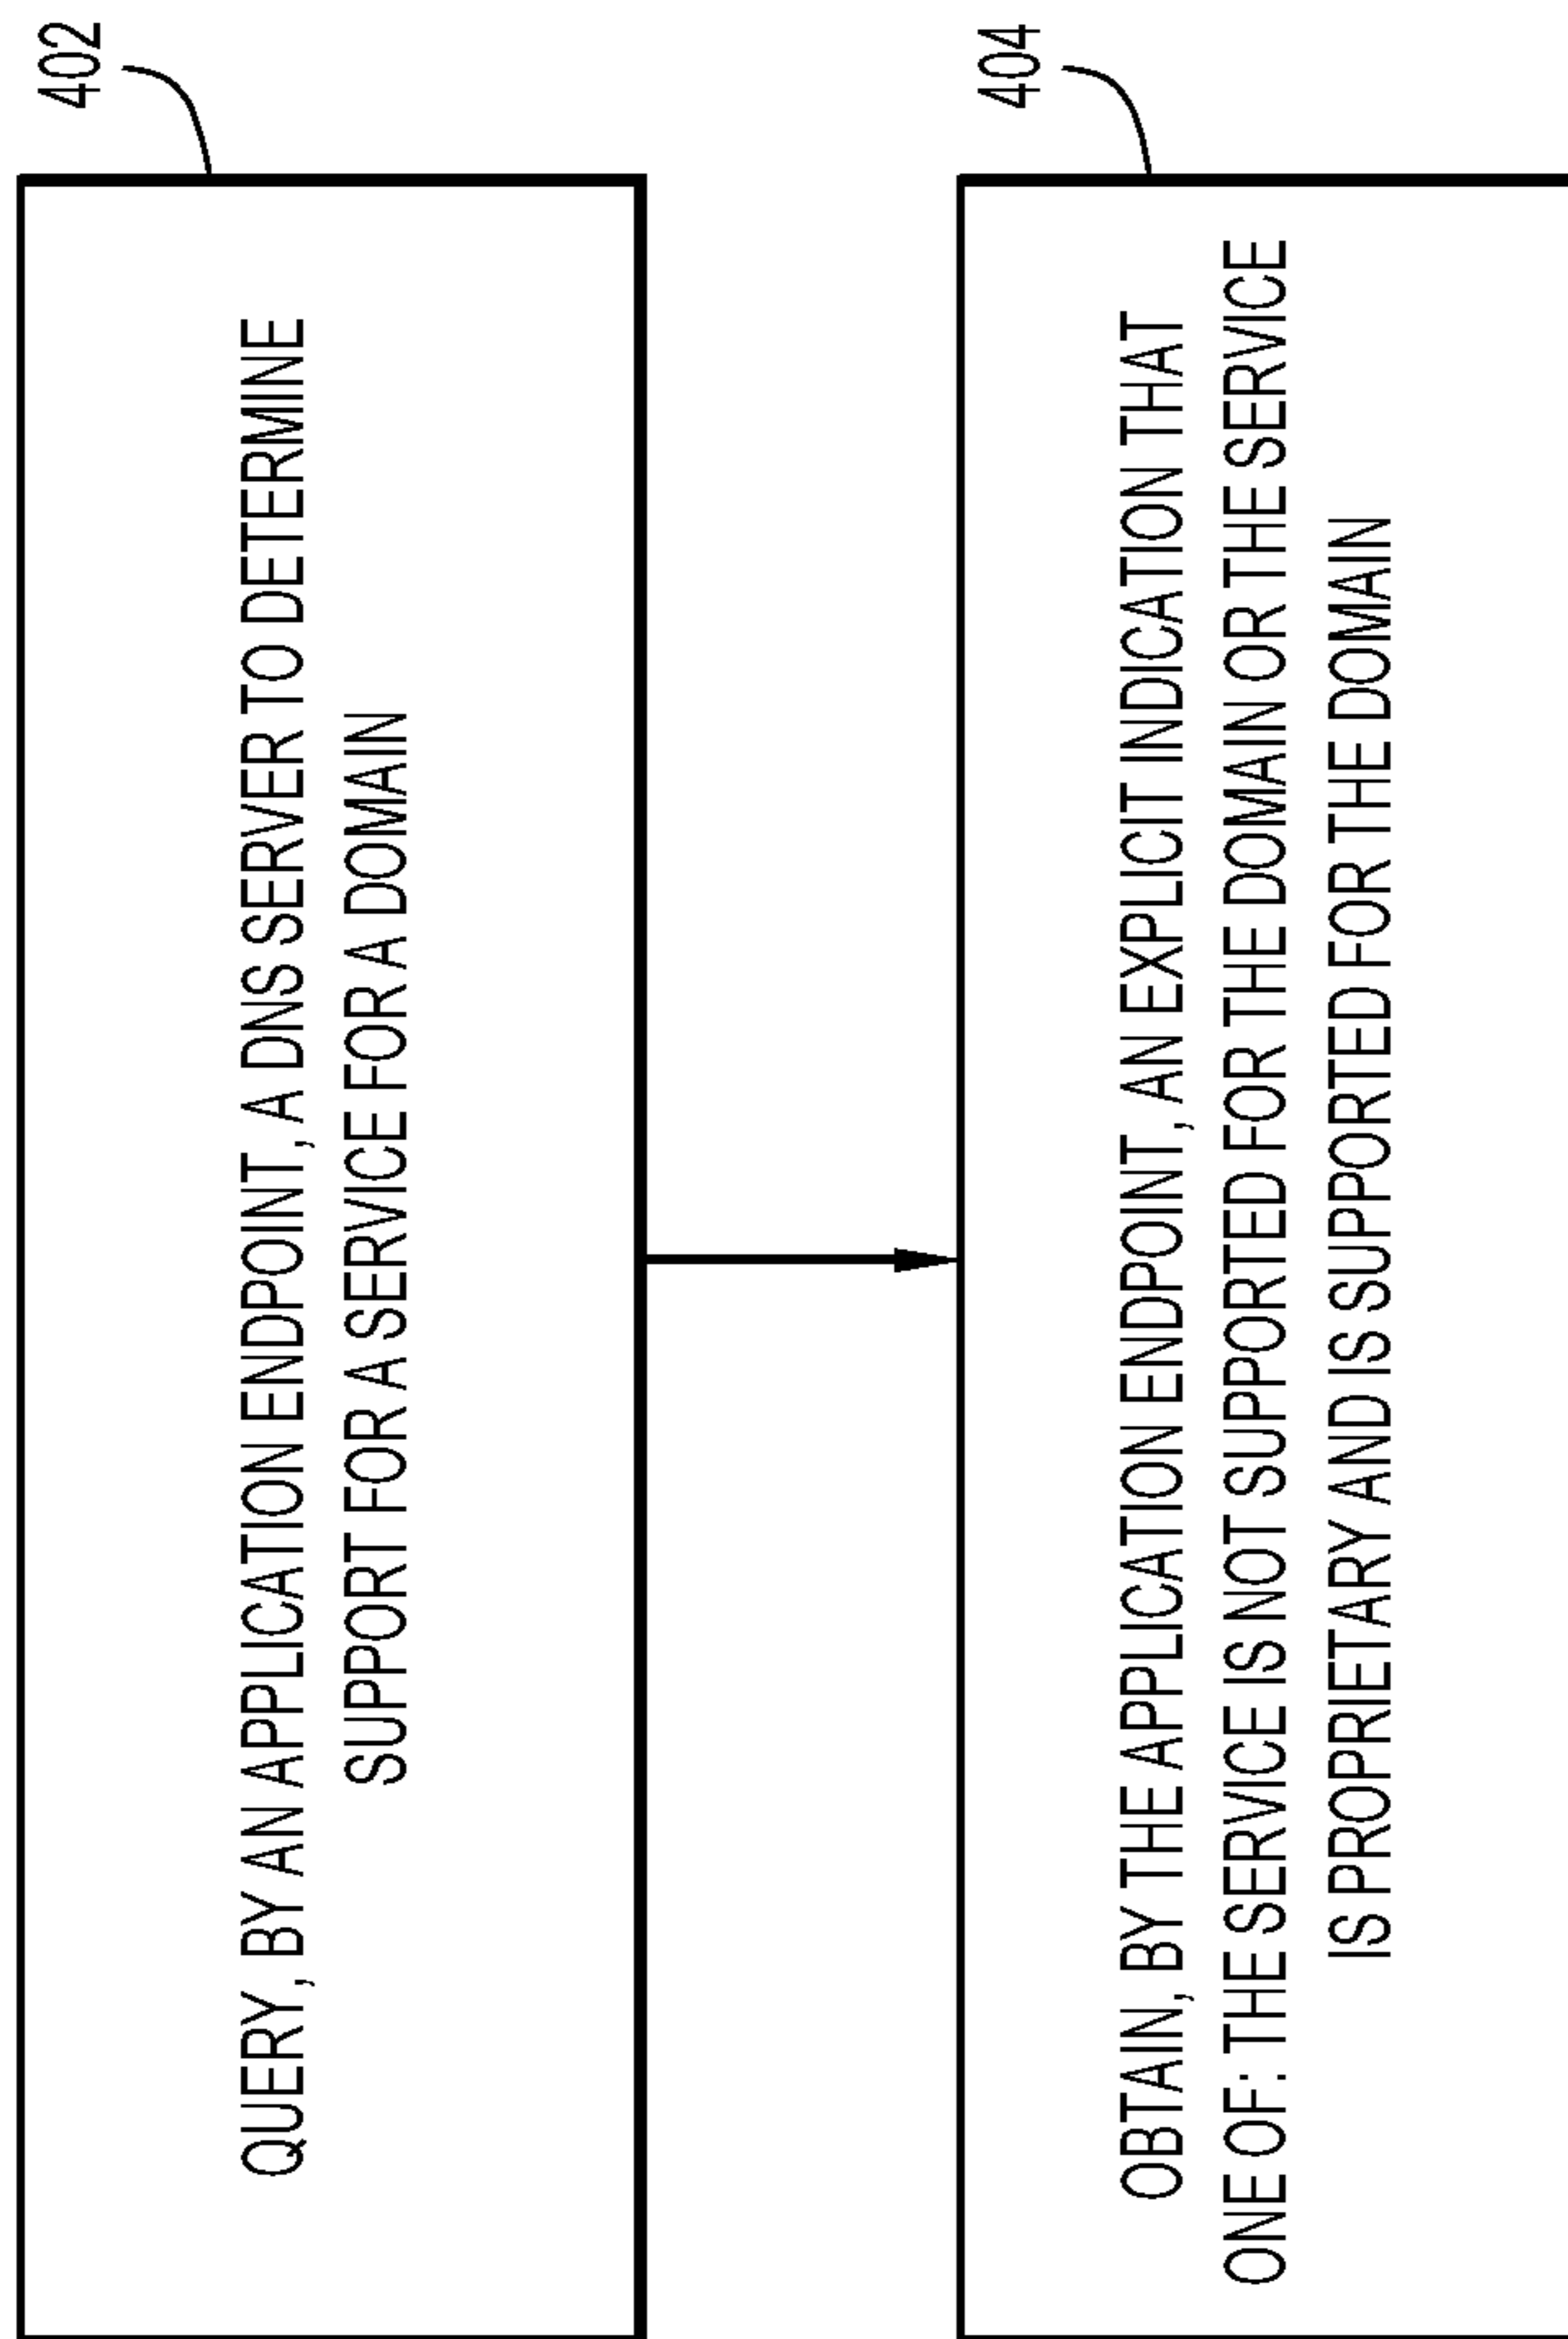 402
QUERY, BY AN APPLICATION ENDPOINT, A DNS SERVER TO DETERMINE
SUPPORT FOR A SERVICE FOR A DOMAIN
404
OBTAIN, BY THE APPLICATION ENDPOINT, AN EXPLICIT INDICATION THAT
ONE OF: THE SERVICE IS NOT SUPPORTED FOR THE DOMAIN OR THE SERVICE
IS PROPRIETARY AND IS SUPPORTED FOR THE DOMAIN